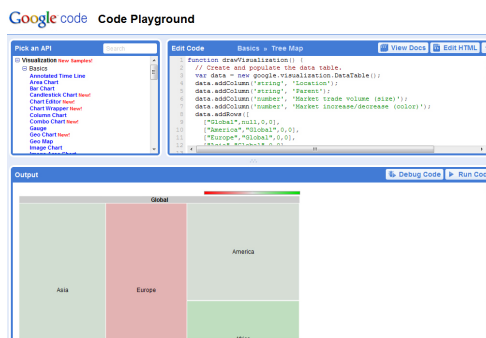 Google code Code Playground
Pick an API
Search
Visualization New Samples!
Basics
Annotated Time Line
Area Chart
Bar Chart
Candlestick Chart New!
Chart Editor New!
Chart Wrapper New!
Column Chart
Combo Chart New!
Gauge
Geo Chart New!
Geo Map
Image Chart
Edit Code
Basics » Tree Map
View Docs
Edit HTML
1 function drawVisualization() {
2 // Create and populate the data table.
3 var data = new google.visualization.DataTable();
4 data.addColumn('string', 'Location');
5 data.addColumn('string', 'Parent');
6 data.addColumn('number', 'Market trade volume (size)');
7 data.addColumn('number', 'Market increase/decrease (color)');
8 data.addRows([
9 ["Global",null,0,0],
10 ["America","Global",0,0],
11 ["Europe","Global",0,0],
12
Output
Debug Code
Run Cod
Global
America
Asia
Europe